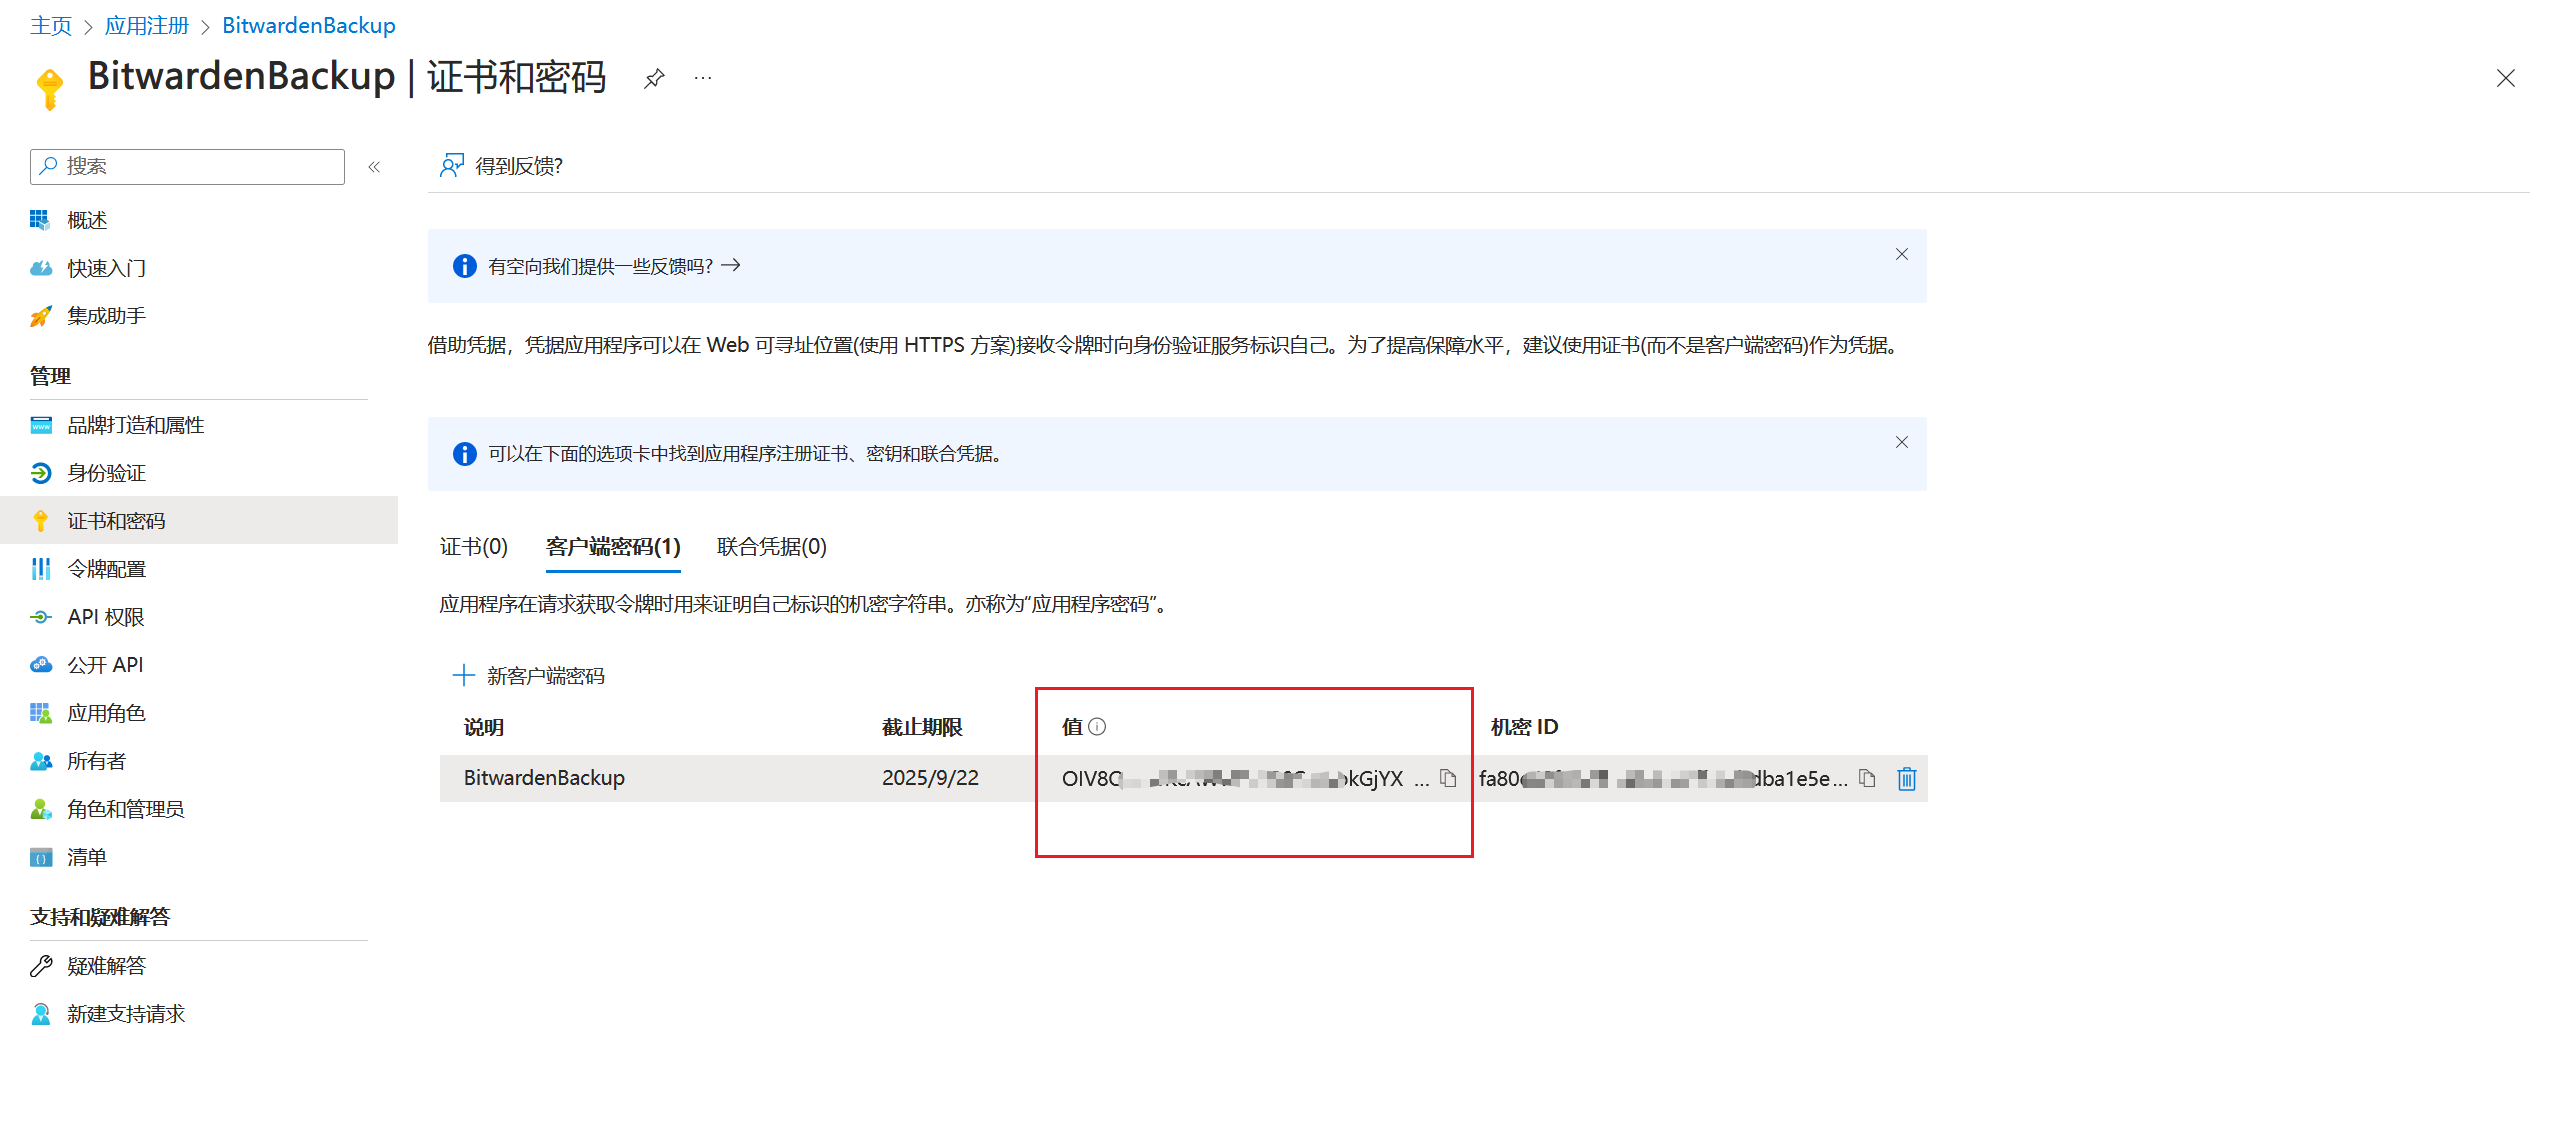 主页 > 应用注册 > BitwardenBackup
BitwardenBackup | 证书和密码
搜索
概述
快速入门
集成助手
管理
品牌打造和属性
身份验证
证书和密码
令牌配置
API 权限
公开 API
应用角色
所有者
角色和管理员
清单
支持和疑难解答
疑难解答
新建支持请求
得到反馈?
有空向我们提供一些反馈吗? →
借助凭据，凭据应用程序可以在 Web 可寻址位置(使用 HTTPS 方案)接收令牌时向身份验证服务标识自己。为了提高保障水平，建议使用证书(而不是客户端密码)作为凭据。
可以在下面的选项卡中找到应用程序注册证书、密钥和联合凭据。
证书(0) 客户端密码(1) 联合凭据(0)
应用程序在请求获取令牌时用来证明自己标识的机密字符串。亦称为“应用程序密码”。
新客户端密码
说明 截止期限 值 机密 ID
BitwardenBackup 2025/9/22